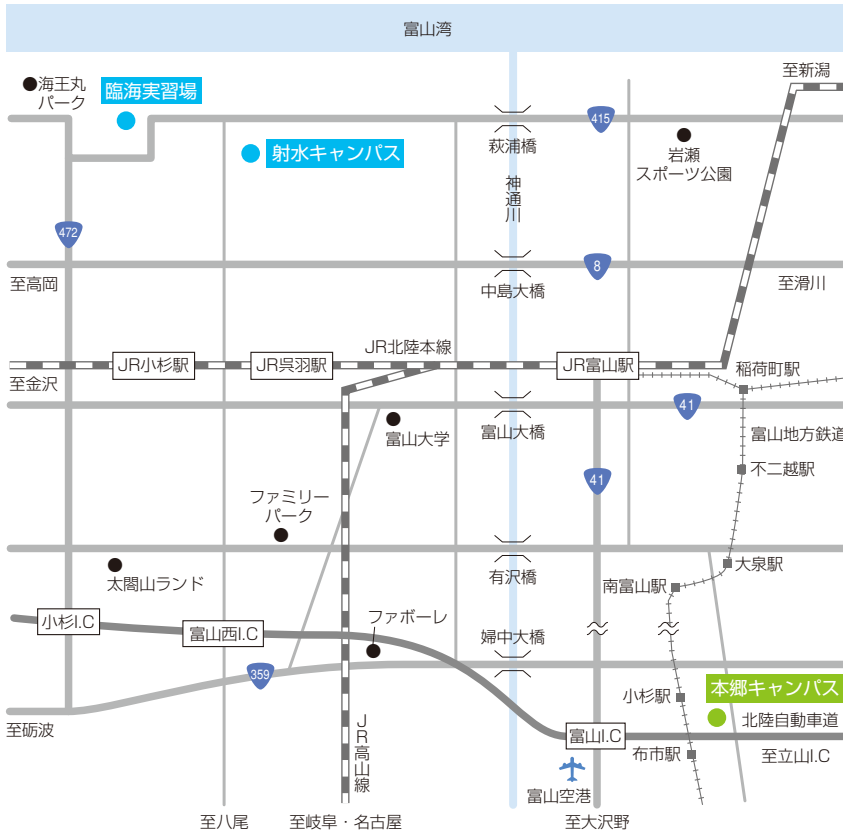 富山湾
至新潟
海王丸
パーク
臨海実習場
415
萩浦橋
射水キャンパス
岩瀬
スポーツ公園
神通川
472
8
至高岡
中島大橋
至滑川
JR北陸本線
JR小杉駅
JR呉羽駅
JR富山駅
至金沢
稲荷町駅
41
富山大学
富山大橋
富山地方鉄道
41
不二越駅
ファミリー
パーク
大泉駅
太閤山ランド
有沢橋
南富山駅
小杉I.C
富山西I.C
ファボーレ
婦中大橋
359
本郷キャンパス
小杉駅
至砺波
JR高山線
北陸自動車道
富山I.C
布市駅
至立山I.C
富山空港
至八尾
至岐阜・名古屋
至大沢野